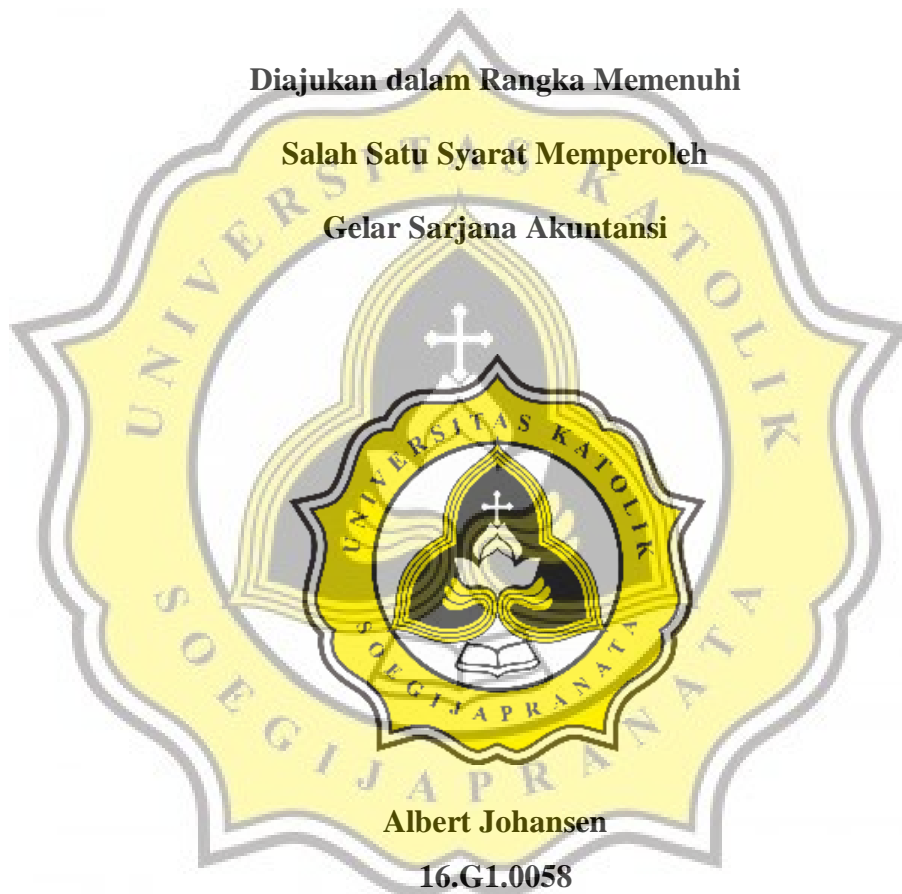 Diajukan dalam Rangka Memenuhi
Salah Satu Syarat Memperoleh
Gelar Sarjana Akuntansi
UNIVERSITAS KATOLIK
SOEGIJAPRANATA
UNIVERSITAS KATOLIK
SOEGIJAPRANATA
Albert Johansen
16.G1.0058